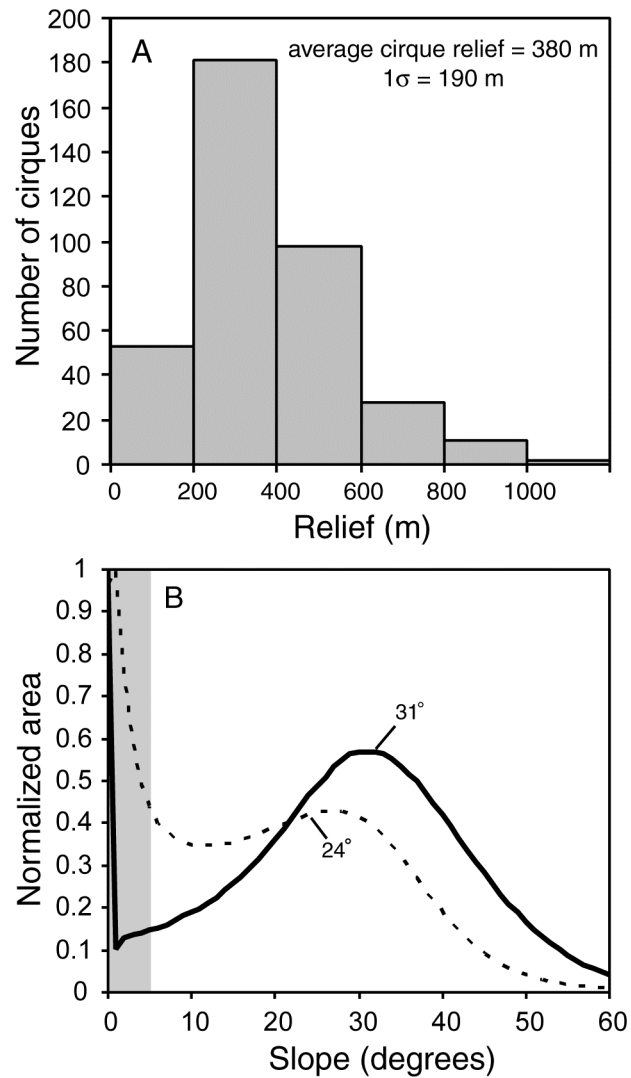 A
average cirque relief = 380 m
1σ = 190 m
Number of cirques
200
180
160
140
120
100
80
60
40
20
0
0 200 400 600 800 1000
Relief (m)
B
Normalized area
1
0.9
0.8
0.7
0.6
0.5
0.4
0.3
0.2
0.1
0
31°
24°
0 10 20 30 40 50 60
Slope (degrees)